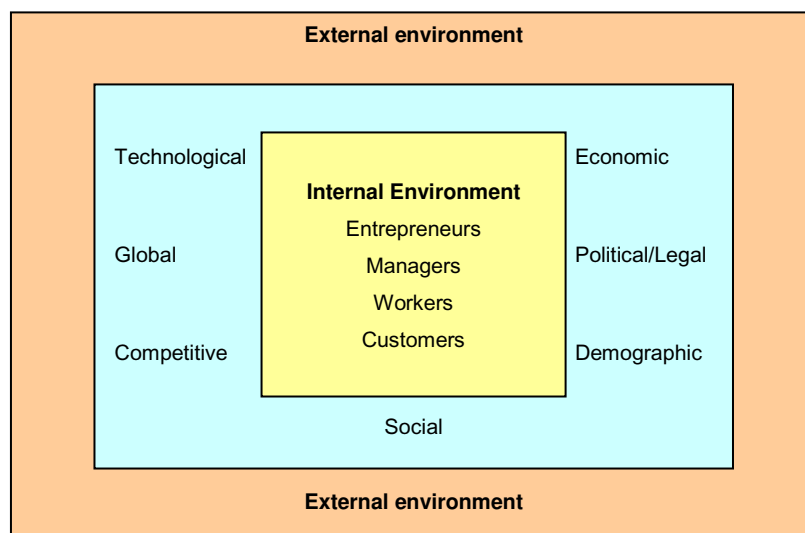 External environment
Technological
Economic
Internal Environment
Entrepreneurs
Global
Political/Legal
Managers
Workers
Customers
Competitive
Demographic
Social
External environment